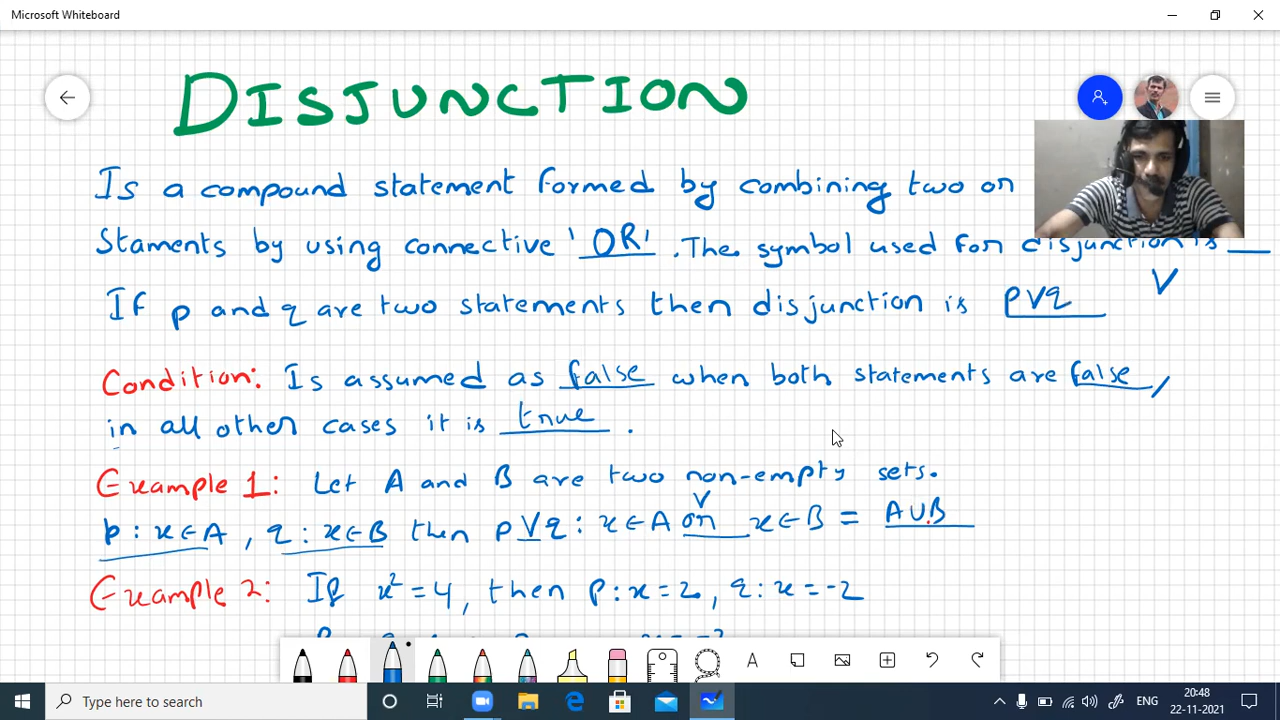 Microsoft Whiteboard
DISJUNCTION
Is a compound statement formed by combining two or
Staments by using connective 'OR'. The symbol used for disjunction is __
V
If p and q are two statements then disjunction is p∨q
Condition: Is assumed as false when both statements are false,
in all other cases it is true.
Example 1: Let A and B are two non-empty sets.
V
p : x∈A, q : x∈B then p∨q : x∈A or x∈B = A∪B
Example 2: If x²=4, then p : x=2, q : x=-2
Type here to search
ENG
20:48
22-11-2021